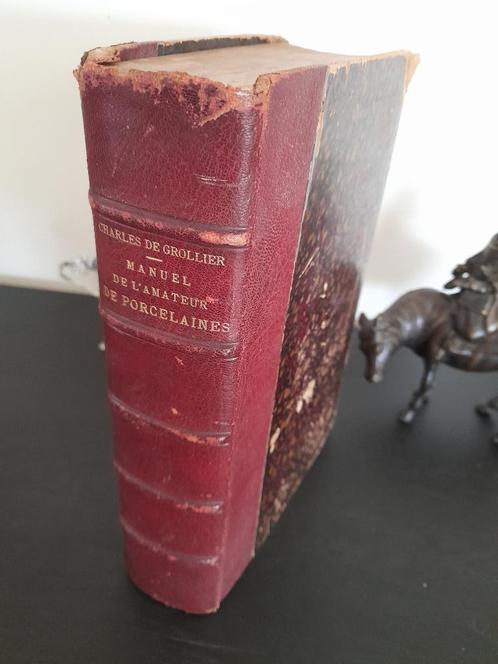 CHARLES DE GROLLIER
MANUEL
DE L'AMATEUR
DE PORCELAINES